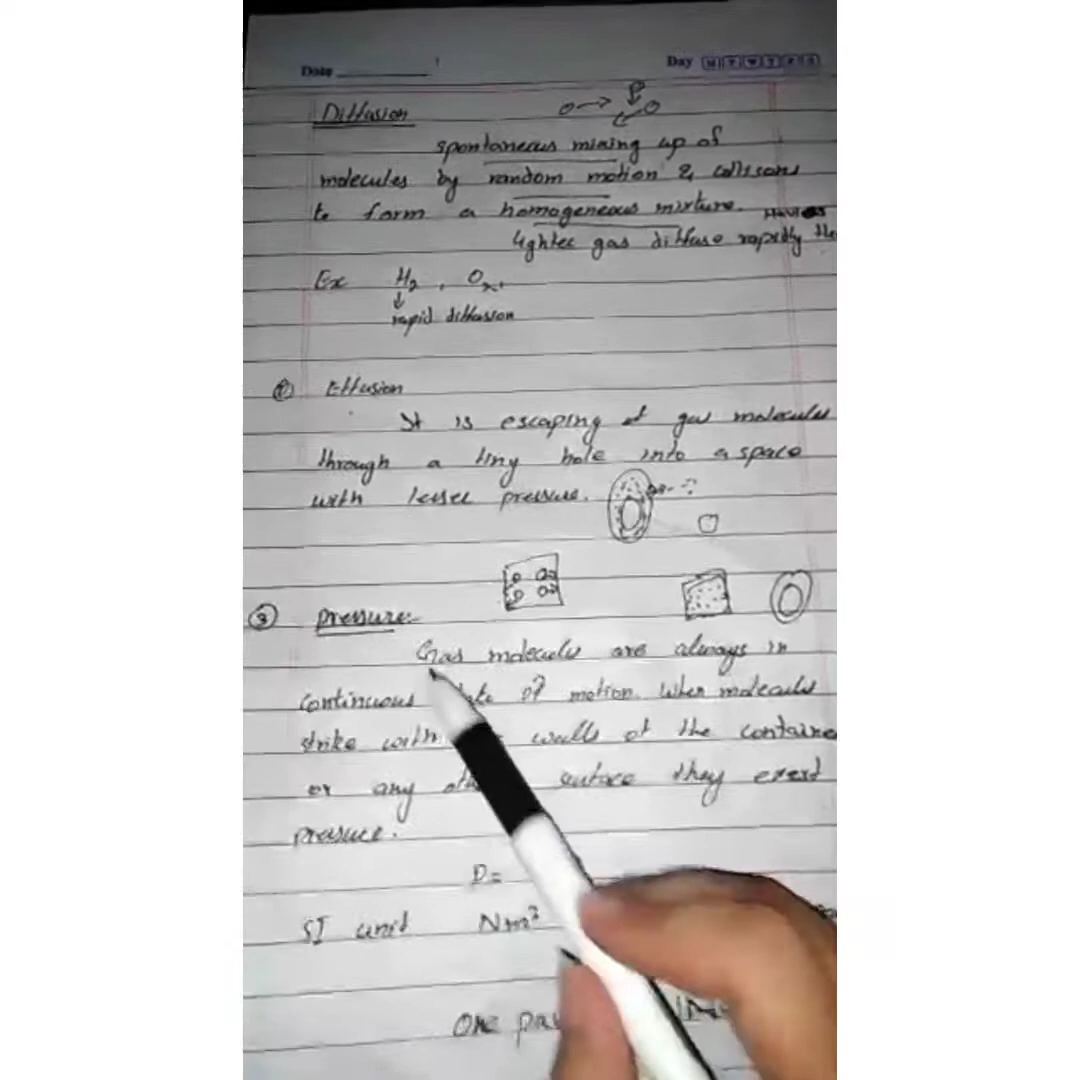 Date
Day M T W T F S S
Diffusion
P
spontaneous mixing up of
molecules by random motion & collisons
to form a homogeneous mixture.
lighter gas diffuse rapidly
Ex H2 , O2
rapid diffusion
Effusion
It is escaping of gas molecules
through a tiny hole into a space
with lesser pressure.
3 Pressure:-
Gas molecules are always in
continuous of motion. When molecules
strike with walls of the container
or any surface they exert
pressure.
P=
SI unit Nm²
One